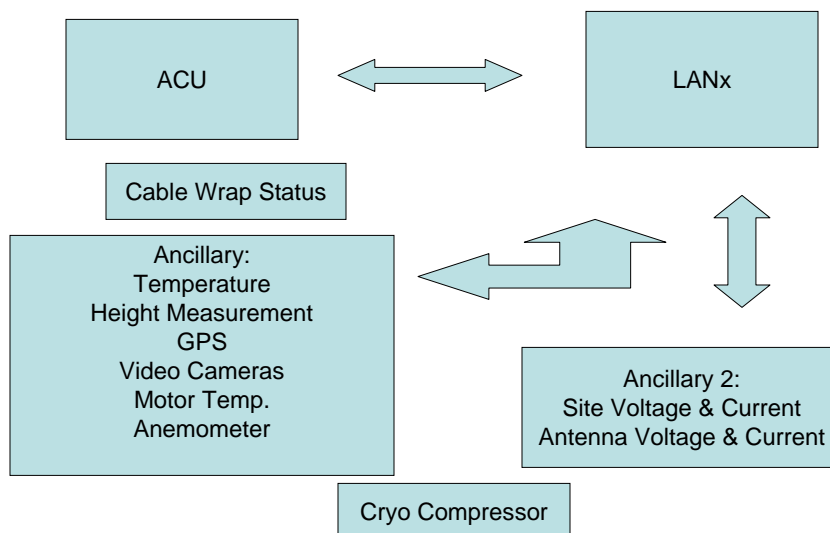 ACU
LANx
Cable Wrap Status
Ancillary:
Temperature
Height Measurement
GPS
Video Cameras
Motor Temp.
Anemometer
Ancillary 2:
Site Voltage & Current
Antenna Voltage & Current
Cryo Compressor